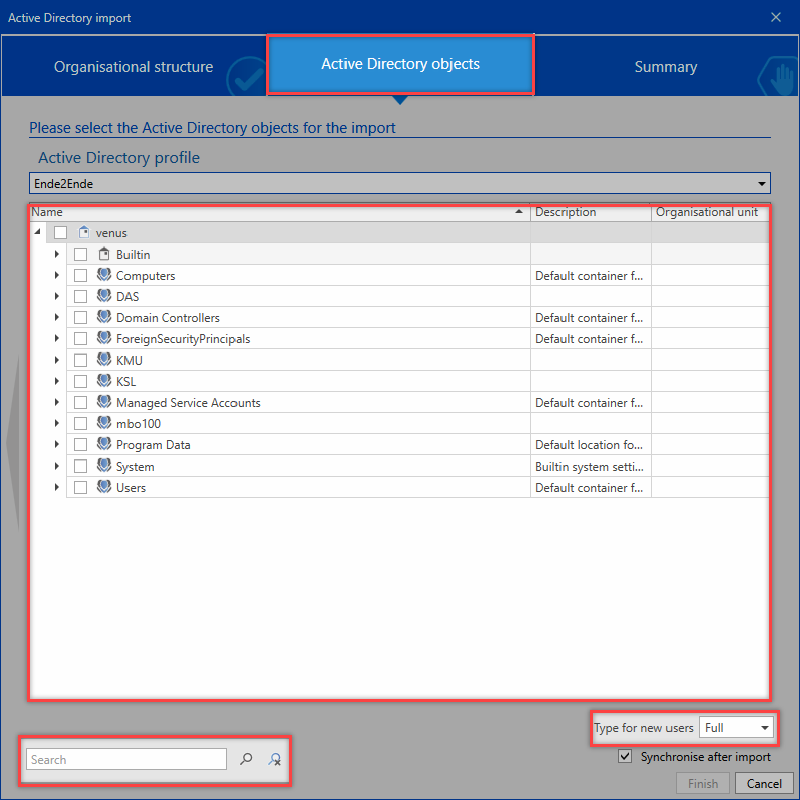 Active Directory import
Organisational structure
Active Directory objects
Summary
Please select the Active Directory objects for the import
Active Directory profile
Ende2Ende
Name Description Organisational unit
venus
Builtin
Computers Default container f...
DAS
Domain Controllers Default container f...
ForeignSecurityPrincipals Default container f...
KMU
KSL
Managed Service Accounts Default container f...
mbo100
Program Data Default location fo...
System Builtin system setti...
Users Default container f...
Type for new users Full
Search
Synchronise after import
Finish Cancel